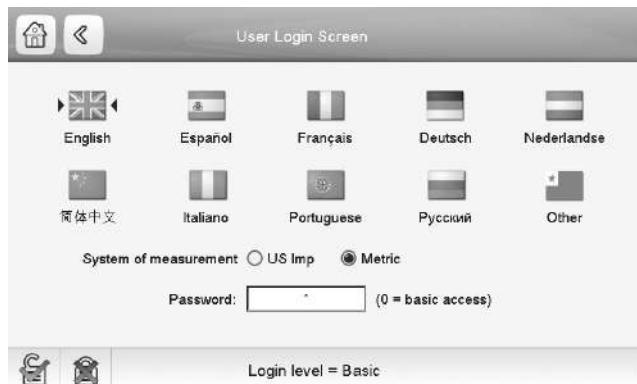 User Login Screen
English Español Français Deutsch Nederlandse
简体中文 Italiano Portuguese Русский Other
System of measurement US Imp Metric
Password: * (0 = basic access)
Login level = Basic